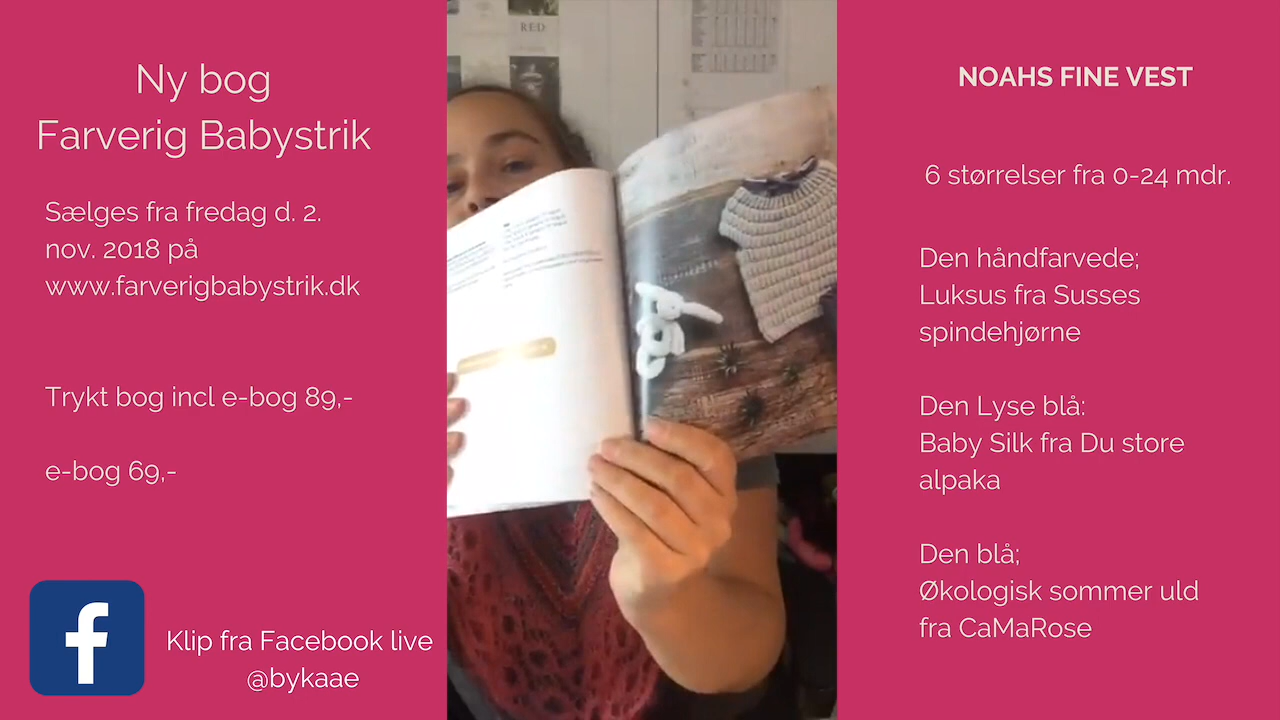 Ny bog
Farverig Babystrik
Sælges fra fredag d. 2.
nov. 2018 på
www.farverigbabystrik.dk
Trykt bog incl e-bog 89,-
e-bog 69,-
Klip fra Facebook live
@bykaae
RED
NOAHS FINE VEST
6 størrelser fra 0-24 mdr.
Den håndfarvede;
Luksus fra Susses
spindehjørne
Den Lyse blå:
Baby Silk fra Du store
alpaka
Den blå;
Økologisk sommer uld
fra CaMaRose